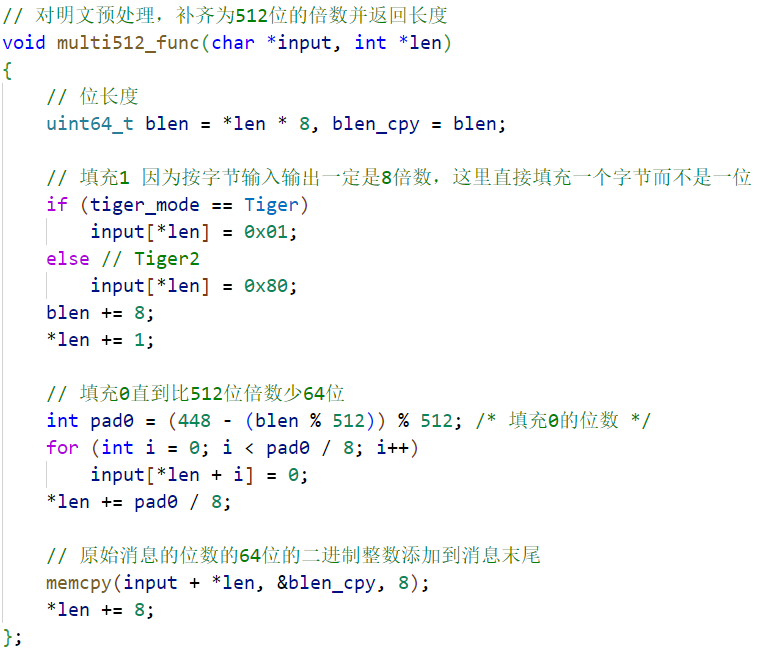 // 对明文预处理，补齐为512位的倍数并返回长度
void multi512_func(char *input, int *len)
{
    // 位长度
    uint64_t blen = *len * 8, blen_cpy = blen;

    // 填充1 因为按字节输入输出一定是8倍数，这里直接填充一个字节而不是一位
    if (tiger_mode == Tiger)
        input[*len] = 0x01;
    else // Tiger2
        input[*len] = 0x80;
    blen += 8;
    *len += 1;

    // 填充0直到比512位倍数少64位
    int pad0 = (448 - (blen % 512)) % 512; /* 填充0的位数 */
    for (int i = 0; i < pad0 / 8; i++)
        input[*len + i] = 0;
    *len += pad0 / 8;

    // 原始消息的位数的64位的二进制整数添加到消息末尾
    memcpy(input + *len, &blen_cpy, 8);
    *len += 8;
};